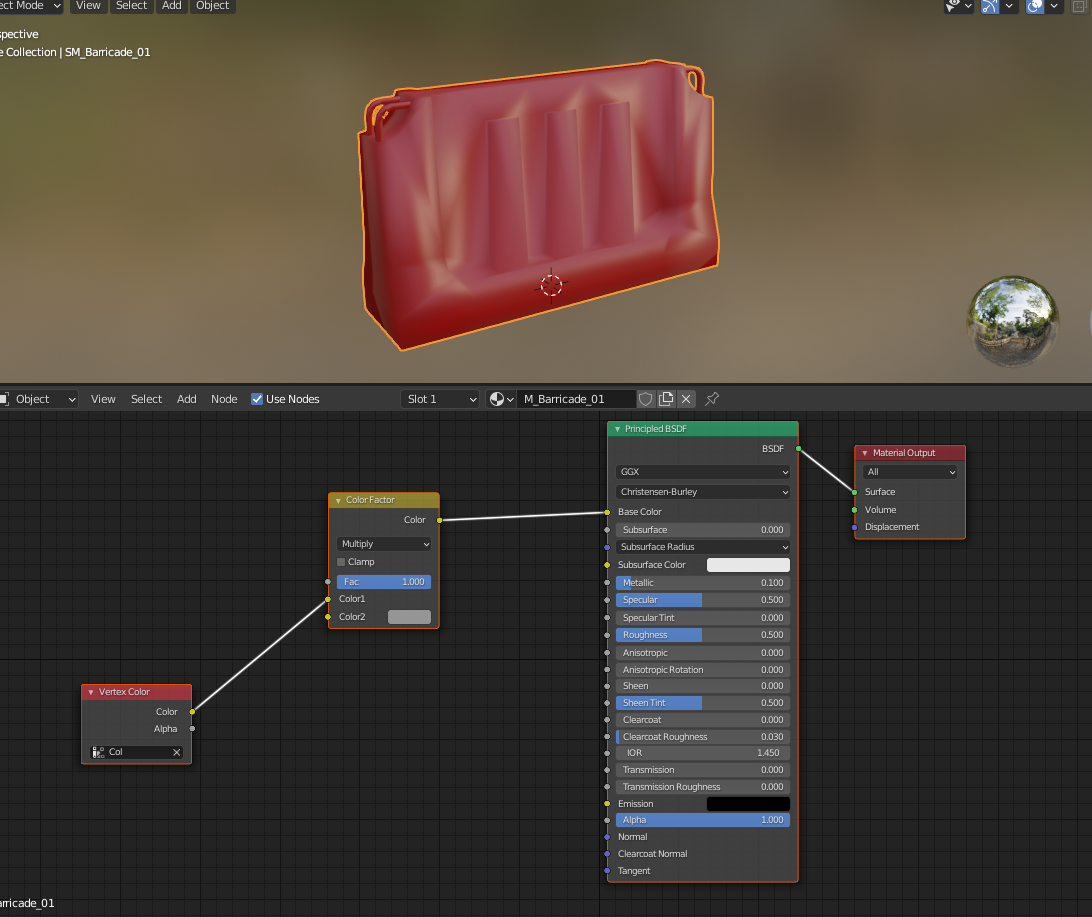 ect Mode View Select Add Object
spective
e Collection | SM_Barricade_01
Object View Select Add Node Use Nodes Slot 1 M_Barricade_01
Principled BSDF
BSDF
GGX
Christensen-Burley
Base Color
Subsurface 0.000
Subsurface Radius
Subsurface Color
Metallic 0.100
Specular 0.500
Specular Tint 0.000
Roughness 0.500
Anisotropic 0.000
Anisotropic Rotation 0.000
Sheen 0.000
Sheen Tint 0.500
Clearcoat 0.000
Clearcoat Roughness 0.030
IOR 1.450
Transmission 0.000
Transmission Roughness 0.000
Emission
Alpha 1.000
Normal
Clearcoat Normal
Tangent
Material Output
All
Surface
Volume
Displacement
Color Factor
Color
Multiply
Clamp
Fac 1.000
Color1
Color2
Vertex Color
Color
Alpha
Col
arricade_01